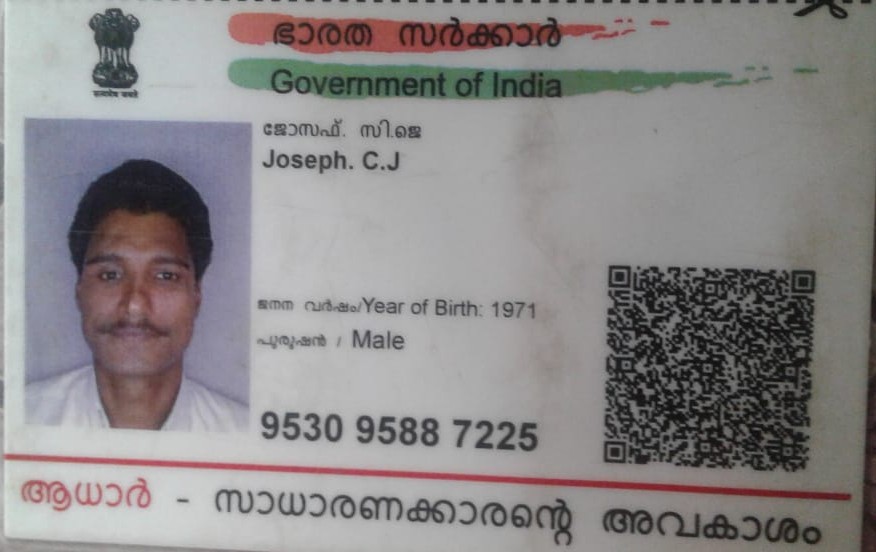 ഭാരത സർക്കാർ
Government of India
ജോസഫ്. സി.ജെ
Joseph. C.J
ജനന വർഷം/Year of Birth: 1971
പുരുഷൻ / Male
9530 9588 7225
ആധാർ - സാധാരണക്കാരന്റെ അവകാശം